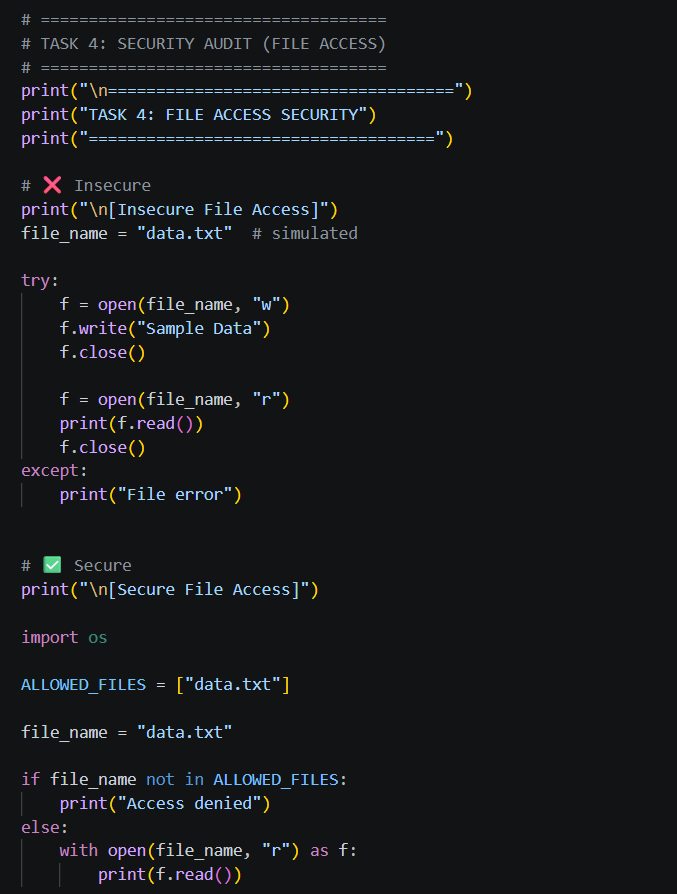 # ====================================
# TASK 4: SECURITY AUDIT (FILE ACCESS)
# ====================================
print("\n====================================")
print("TASK 4: FILE ACCESS SECURITY")
print("====================================")

# ❌ Insecure
print("\n[Insecure File Access]")
file_name = "data.txt"  # simulated

try:
    f = open(file_name, "w")
    f.write("Sample Data")
    f.close()

    f = open(file_name, "r")
    print(f.read())
    f.close()
except:
    print("File error")


# ✅ Secure
print("\n[Secure File Access]")

import os

ALLOWED_FILES = ["data.txt"]

file_name = "data.txt"

if file_name not in ALLOWED_FILES:
    print("Access denied")
else:
    with open(file_name, "r") as f:
        print(f.read())